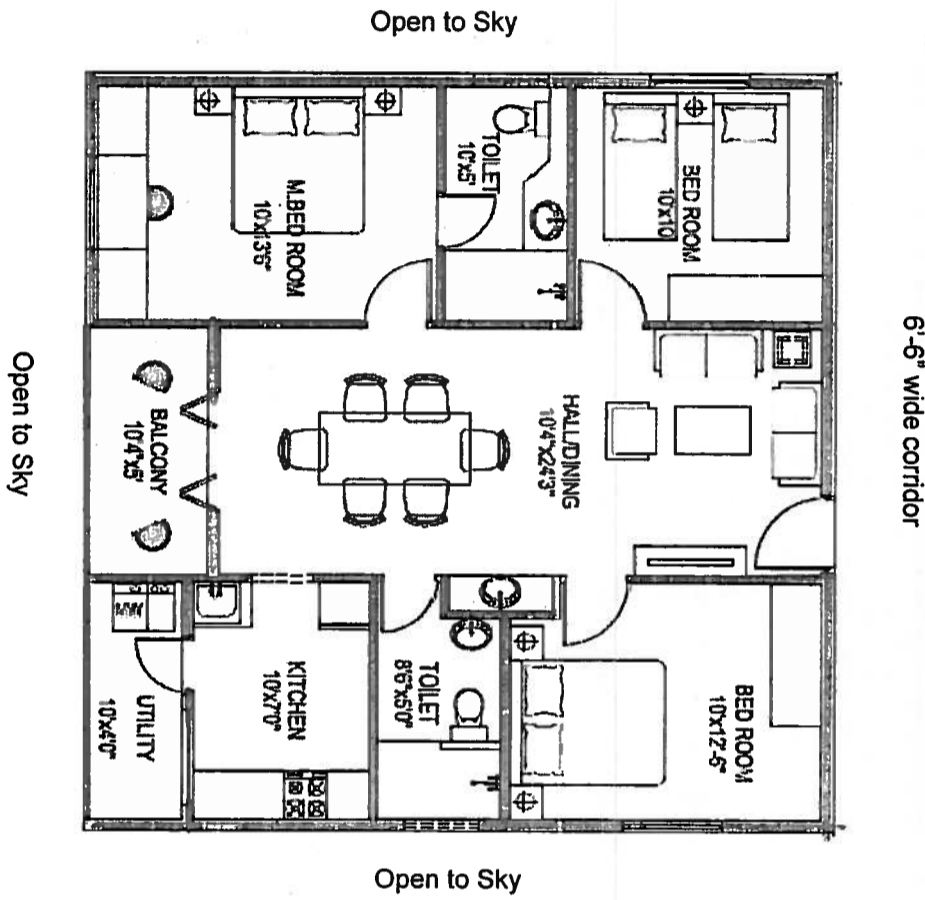 Open to Sky
M.BED ROOM
10'x13'6"
TOILET
10'x5'
BED ROOM
10'x10'
6'-6" wide corridor
Open to Sky
BALCONY
10'4"x5'
HALL/DINING
10'4"x24'3"
UTILITY
10'x4'0"
KITCHEN
10'x7'0"
TOILET
8'6"x5'0"
BED ROOM
10'x12'-6"
Open to Sky